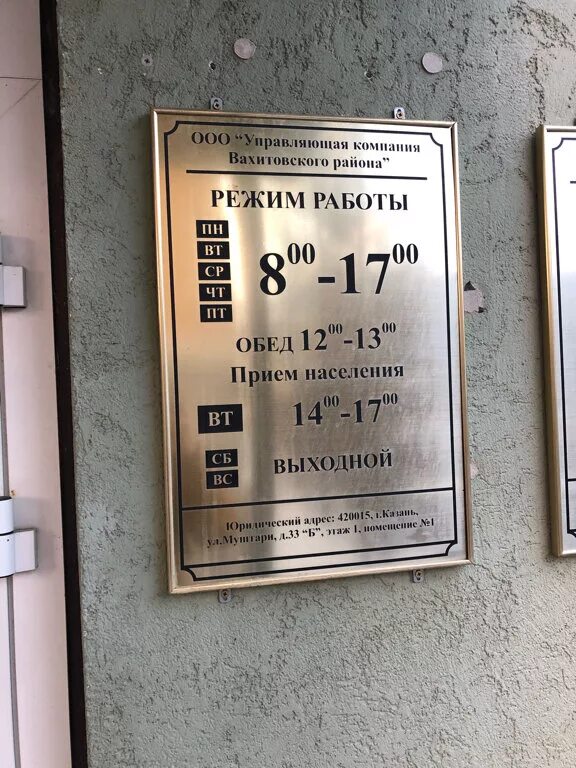 ООО "Управляющая компания
Вахитовского района"
РЕЖИМ РАБОТЫ
ПН
ВТ
СР
ЧТ
ПТ
8⁰⁰-17⁰⁰
ОБЕД 12⁰⁰-13⁰⁰
Прием населения
ВТ 14⁰⁰-17⁰⁰
СБ
ВС
ВЫХОДНОЙ
Юридический адрес: 420015, г.Казань,
ул.Муштари, д.33 "Б", этаж 1, помещение №1